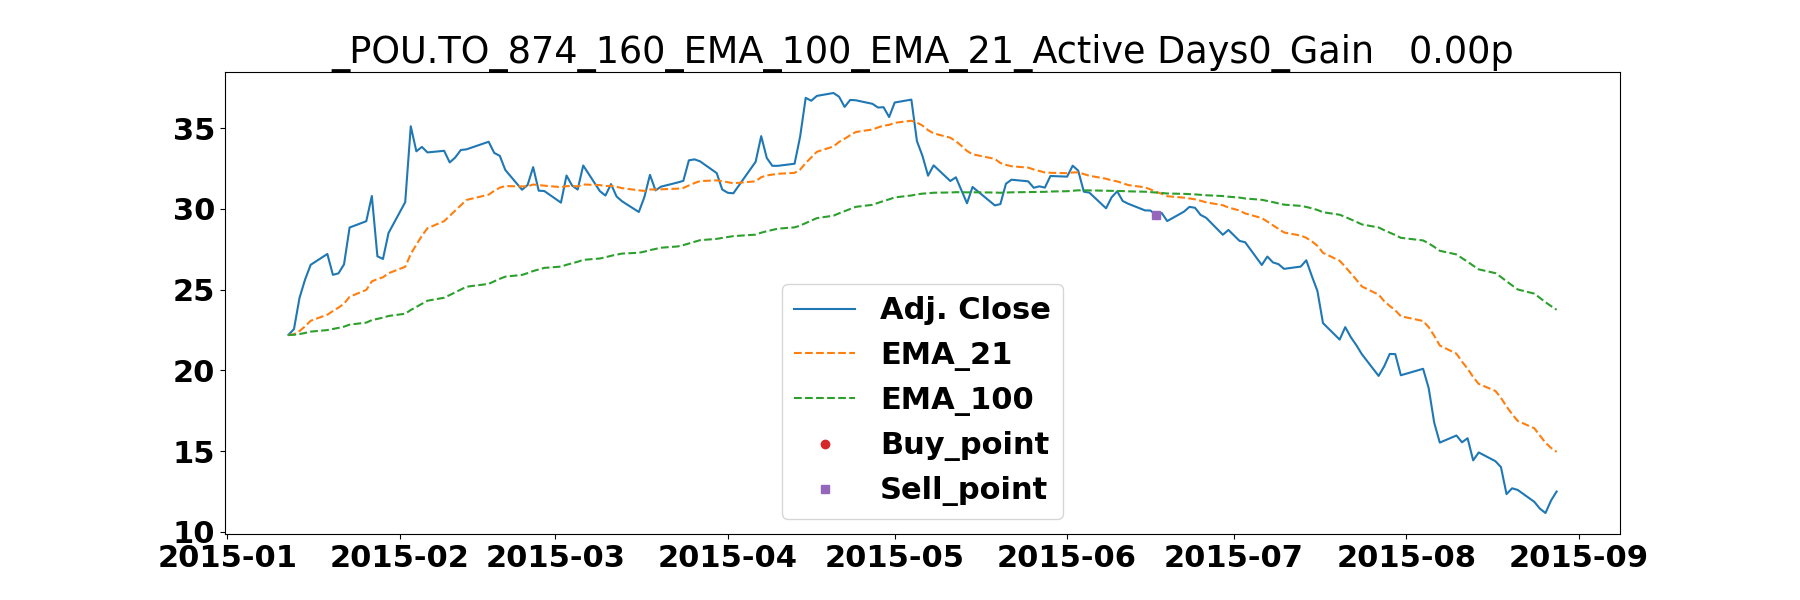 _POU.TO_874_160_EMA_100_EMA_21_Active Days0_Gain   0.00p
35
30
25
20
15
10
Adj. Close
EMA_21
EMA_100
Buy_point
Sell_point
2015-01 2015-02 2015-03 2015-04 2015-05 2015-06 2015-07 2015-08 2015-09